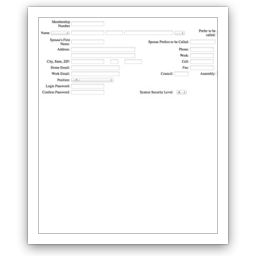 Membership
Number:
Name:
Prefer to be
called:
Spouse's First
Name:
Spouse Prefers to be Called:
Address:
Phone:
Work:
City, State, ZIP:
Cell:
Home Email:
Fax:
Work Email:
Council:
Assembly:
Position:
Login Password:
Confirm Password:
System Security Level: